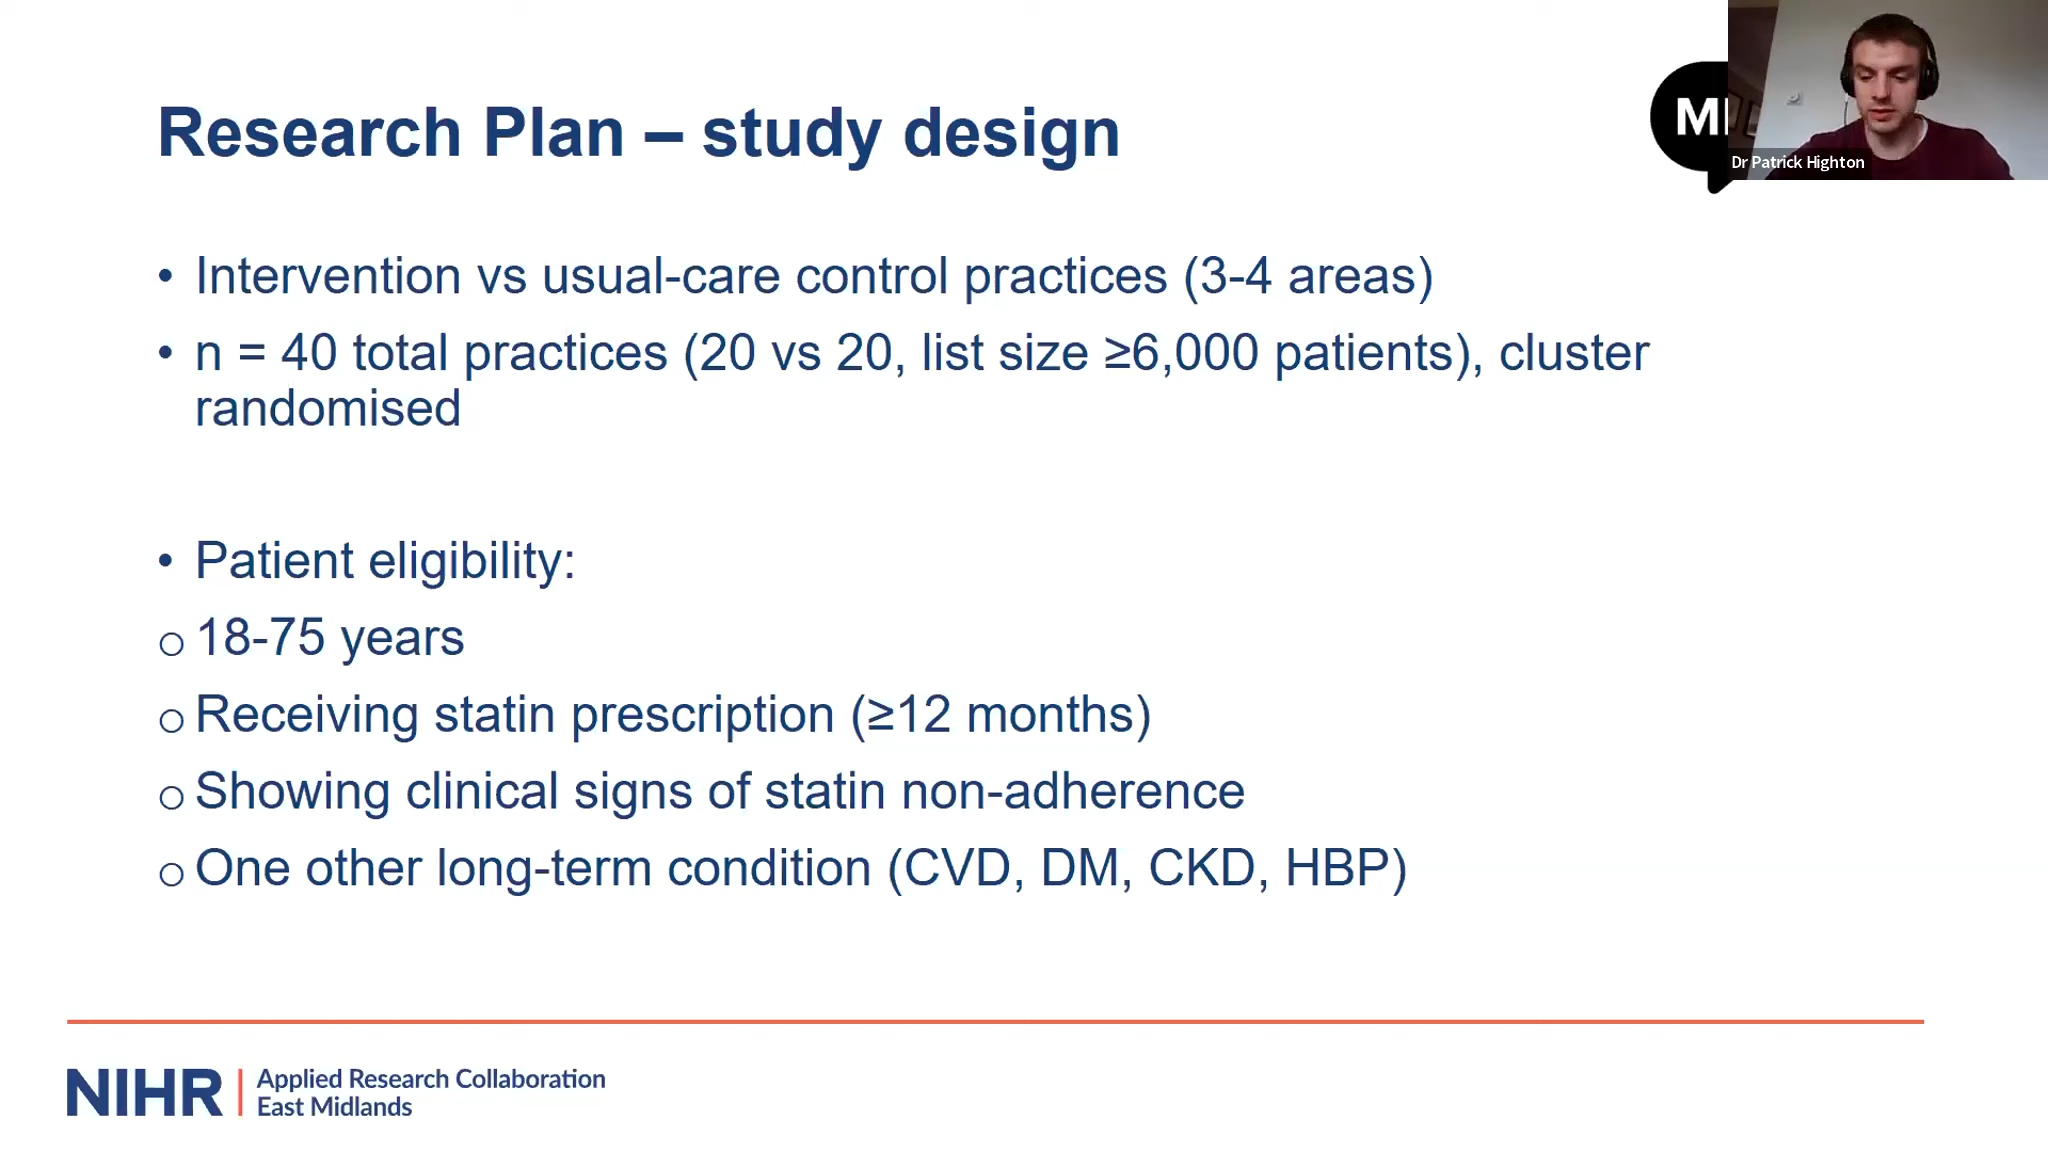 Research Plan – study design
Dr Patrick Highton
• Intervention vs usual-care control practices (3-4 areas)
• n = 40 total practices (20 vs 20, list size ≥6,000 patients), cluster
randomised
• Patient eligibility:
o 18-75 years
o Receiving statin prescription (≥12 months)
o Showing clinical signs of statin non-adherence
o One other long-term condition (CVD, DM, CKD, HBP)
NIHR | Applied Research Collaboration
East Midlands